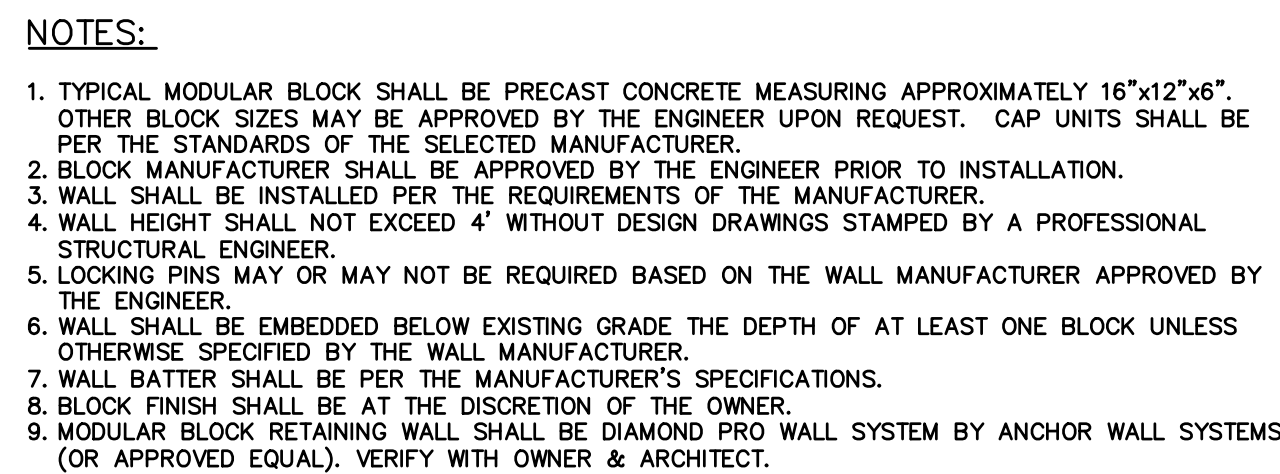 NOTES:
1. TYPICAL MODULAR BLOCK SHALL BE PRECAST CONCRETE MEASURING APPROXIMATELY 16"x12"x6".
OTHER BLOCK SIZES MAY BE APPROVED BY THE ENGINEER UPON REQUEST. CAP UNITS SHALL BE
PER THE STANDARDS OF THE SELECTED MANUFACTURER.
2. BLOCK MANUFACTURER SHALL BE APPROVED BY THE ENGINEER PRIOR TO INSTALLATION.
3. WALL SHALL BE INSTALLED PER THE REQUIREMENTS OF THE MANUFACTURER.
4. WALL HEIGHT SHALL NOT EXCEED 4' WITHOUT DESIGN DRAWINGS STAMPED BY A PROFESSIONAL
STRUCTURAL ENGINEER.
5. LOCKING PINS MAY OR MAY NOT BE REQUIRED BASED ON THE WALL MANUFACTURER APPROVED BY
THE ENGINEER.
6. WALL SHALL BE EMBEDDED BELOW EXISTING GRADE THE DEPTH OF AT LEAST ONE BLOCK UNLESS
OTHERWISE SPECIFIED BY THE WALL MANUFACTURER.
7. WALL BATTER SHALL BE PER THE MANUFACTURER'S SPECIFICATIONS.
8. BLOCK FINISH SHALL BE AT THE DISCRETION OF THE OWNER.
9. MODULAR BLOCK RETAINING WALL SHALL BE DIAMOND PRO WALL SYSTEM BY ANCHOR WALL SYSTEMS
(OR APPROVED EQUAL). VERIFY WITH OWNER & ARCHITECT.